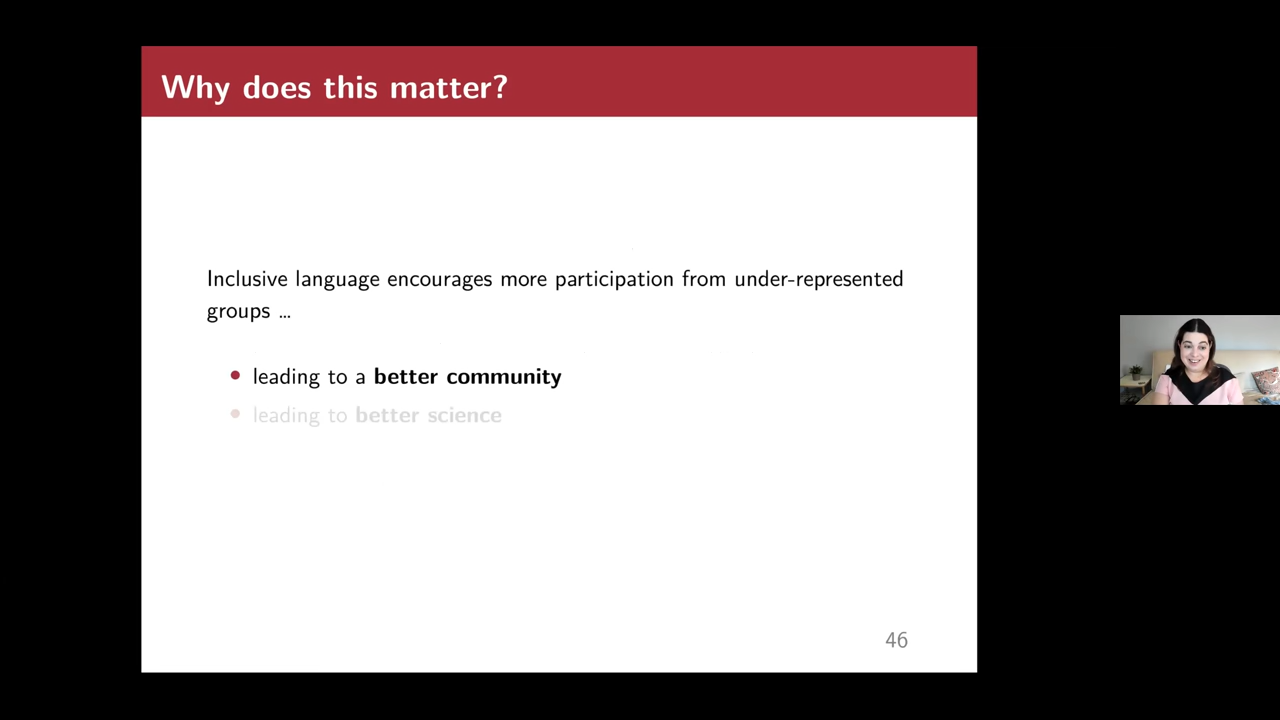 Why does this matter?
Inclusive language encourages more participation from under-represented
groups …
leading to a better community
leading to better science
46